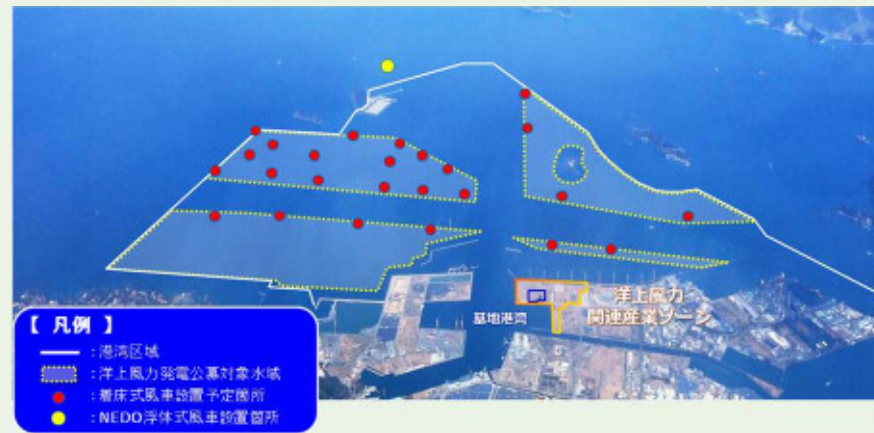 基地港湾
洋上風力
関連産業ゾーン
【 凡例 】
：港湾区域
：洋上風力発電公募対象水域
：着床式風車設置予定箇所
：NEDO浮体式風車設置箇所